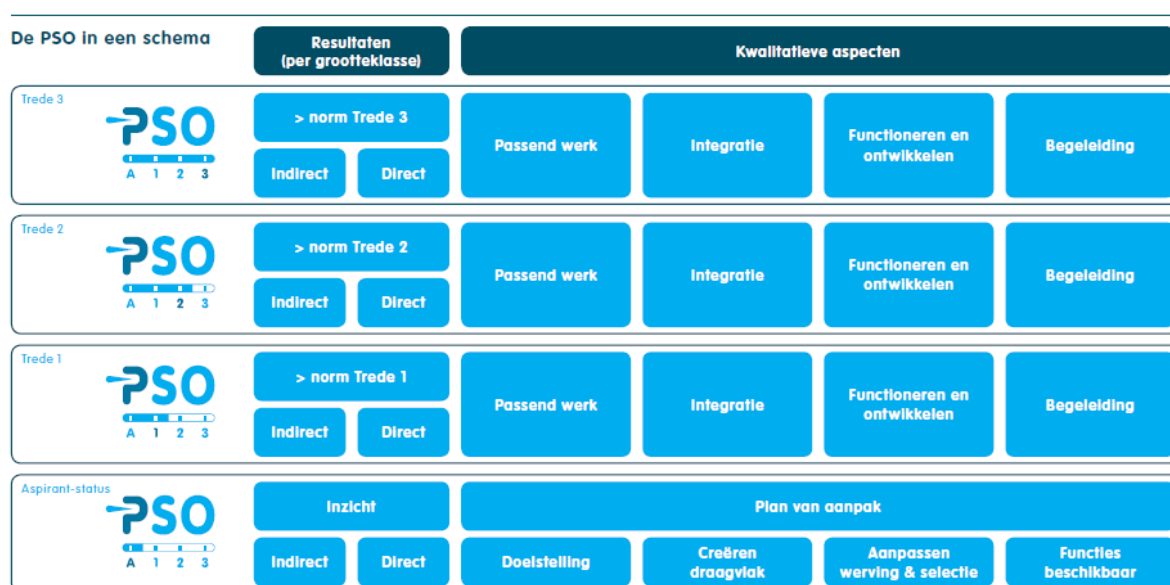 De PSO in een schema
Resultaten
(per grootteklasse)
Kwalitatieve aspecten
Trede 3
PSO
A 1 2 3
> norm Trede 3
Indirect
Direct
Passend werk
Integratie
Functioneren en
ontwikkelen
Begeleiding
Trede 2
PSO
A 1 2 3
> norm Trede 2
Indirect
Direct
Passend werk
Integratie
Functioneren en
ontwikkelen
Begeleiding
Trede 1
PSO
A 1 2 3
> norm Trede 1
Indirect
Direct
Passend werk
Integratie
Functioneren en
ontwikkelen
Begeleiding
Aspirant-status
PSO
A 1 2 3
Inzicht
Indirect
Direct
Plan van aanpak
Doelstelling
Creëren
draagvlak
Aanpassen
werving & selectie
Functies
beschikbaar